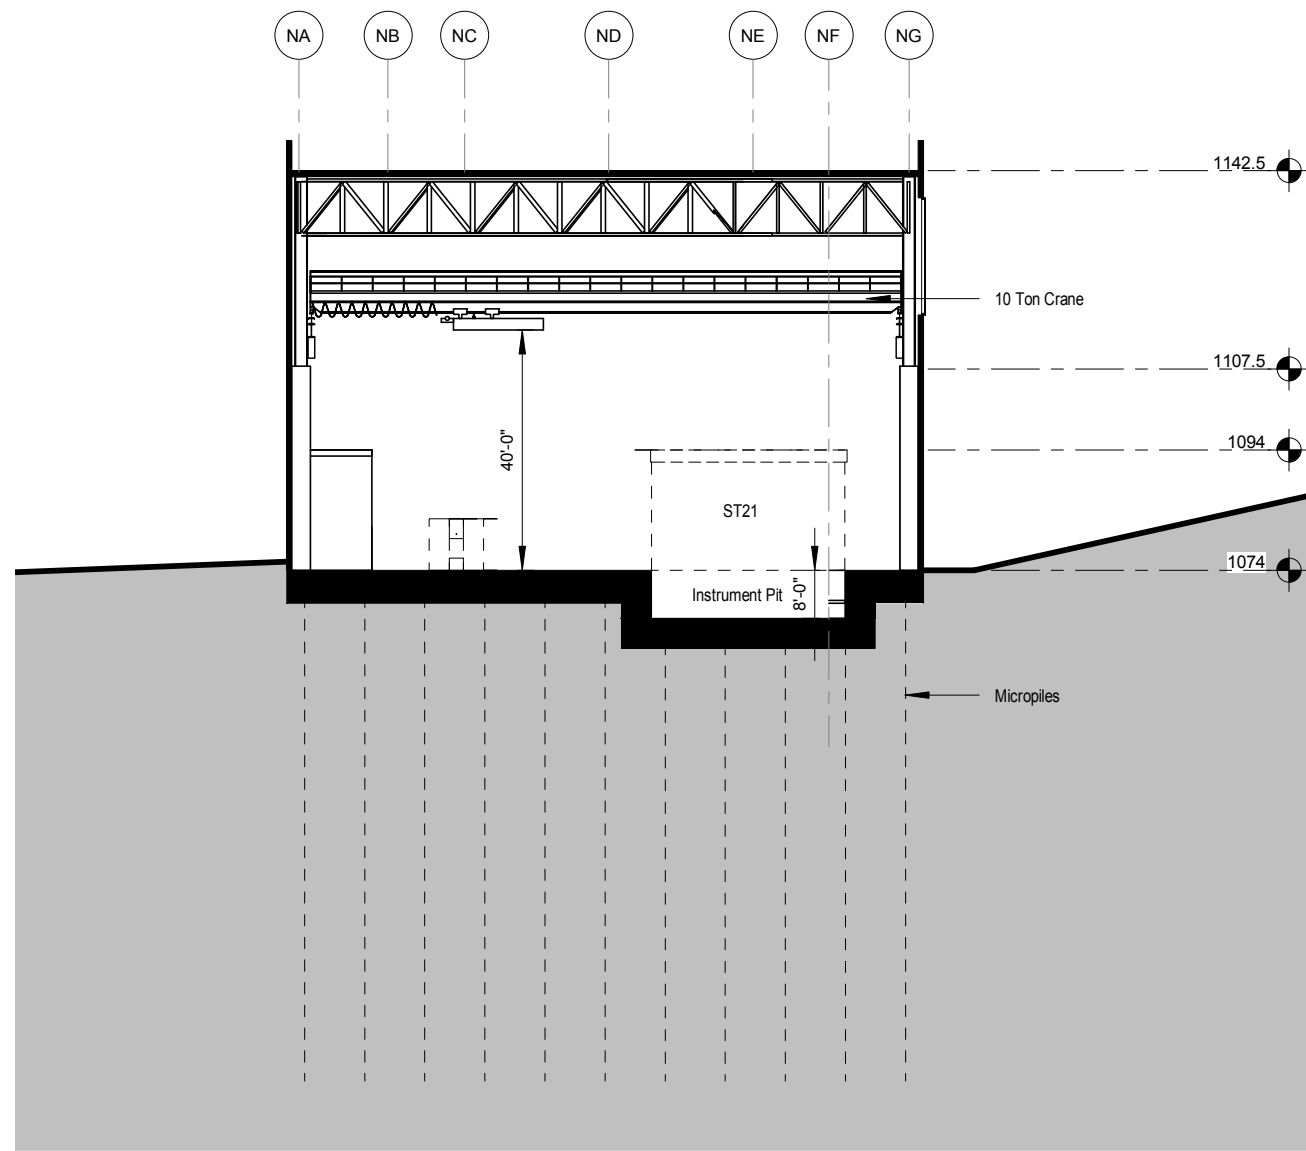 NA NB NC ND NE NF NG
1142.5
10 Ton Crane
1107.5
40'-0"
1094
ST21
1074
Instrument Pit
8'-0"
Micropiles